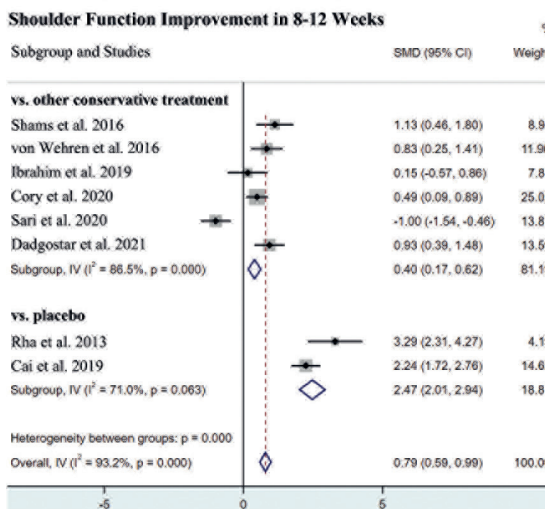 Shoulder Function Improvement in 8-12 Weeks
Subgroup and Studies SMD (95% CI) Weigh
vs. other conservative treatment
Shams et al. 2016 1.13 (0.46, 1.80) 8.9
von Wehren et al. 2016 0.83 (0.25, 1.41) 11.9
Ibrahim et al. 2019 0.15 (-0.57, 0.86) 7.8
Cory et al. 2020 0.49 (0.09, 0.89) 25.0
Sari et al. 2020 -1.00 (-1.54, -0.46) 13.8
Dadgostar et al. 2021 0.93 (0.39, 1.48) 13.5
Subgroup, IV (I² = 86.5%, p = 0.000) 0.40 (0.17, 0.62) 81.1
vs. placebo
Rha et al. 2013 3.29 (2.31, 4.27) 4.1
Cai et al. 2019 2.24 (1.72, 2.76) 14.6
Subgroup, IV (I² = 71.0%, p = 0.063) 2.47 (2.01, 2.94) 18.8
Heterogeneity between groups: p = 0.000
Overall, IV (I² = 93.2%, p = 0.000) 0.79 (0.59, 0.99) 100.0
-5 0 5